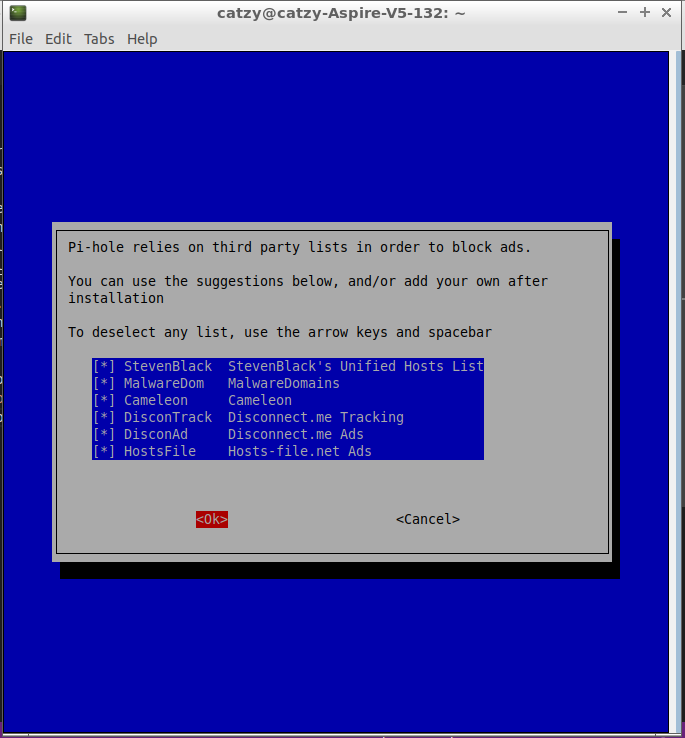 catzy@catzy-Aspire-V5-132: ~
File Edit Tabs Help
Pi-hole relies on third party lists in order to block ads.
You can use the suggestions below, and/or add your own after
installation
To deselect any list, use the arrow keys and spacebar
[*] StevenBlack  StevenBlack's Unified Hosts List
[*] MalwareDom   MalwareDomains
[*] Cameleon     Cameleon
[*] DisconTrack  Disconnect.me Tracking
[*] DisconAd     Disconnect.me Ads
[*] HostsFile    Hosts-file.net Ads
<Ok> <Cancel>